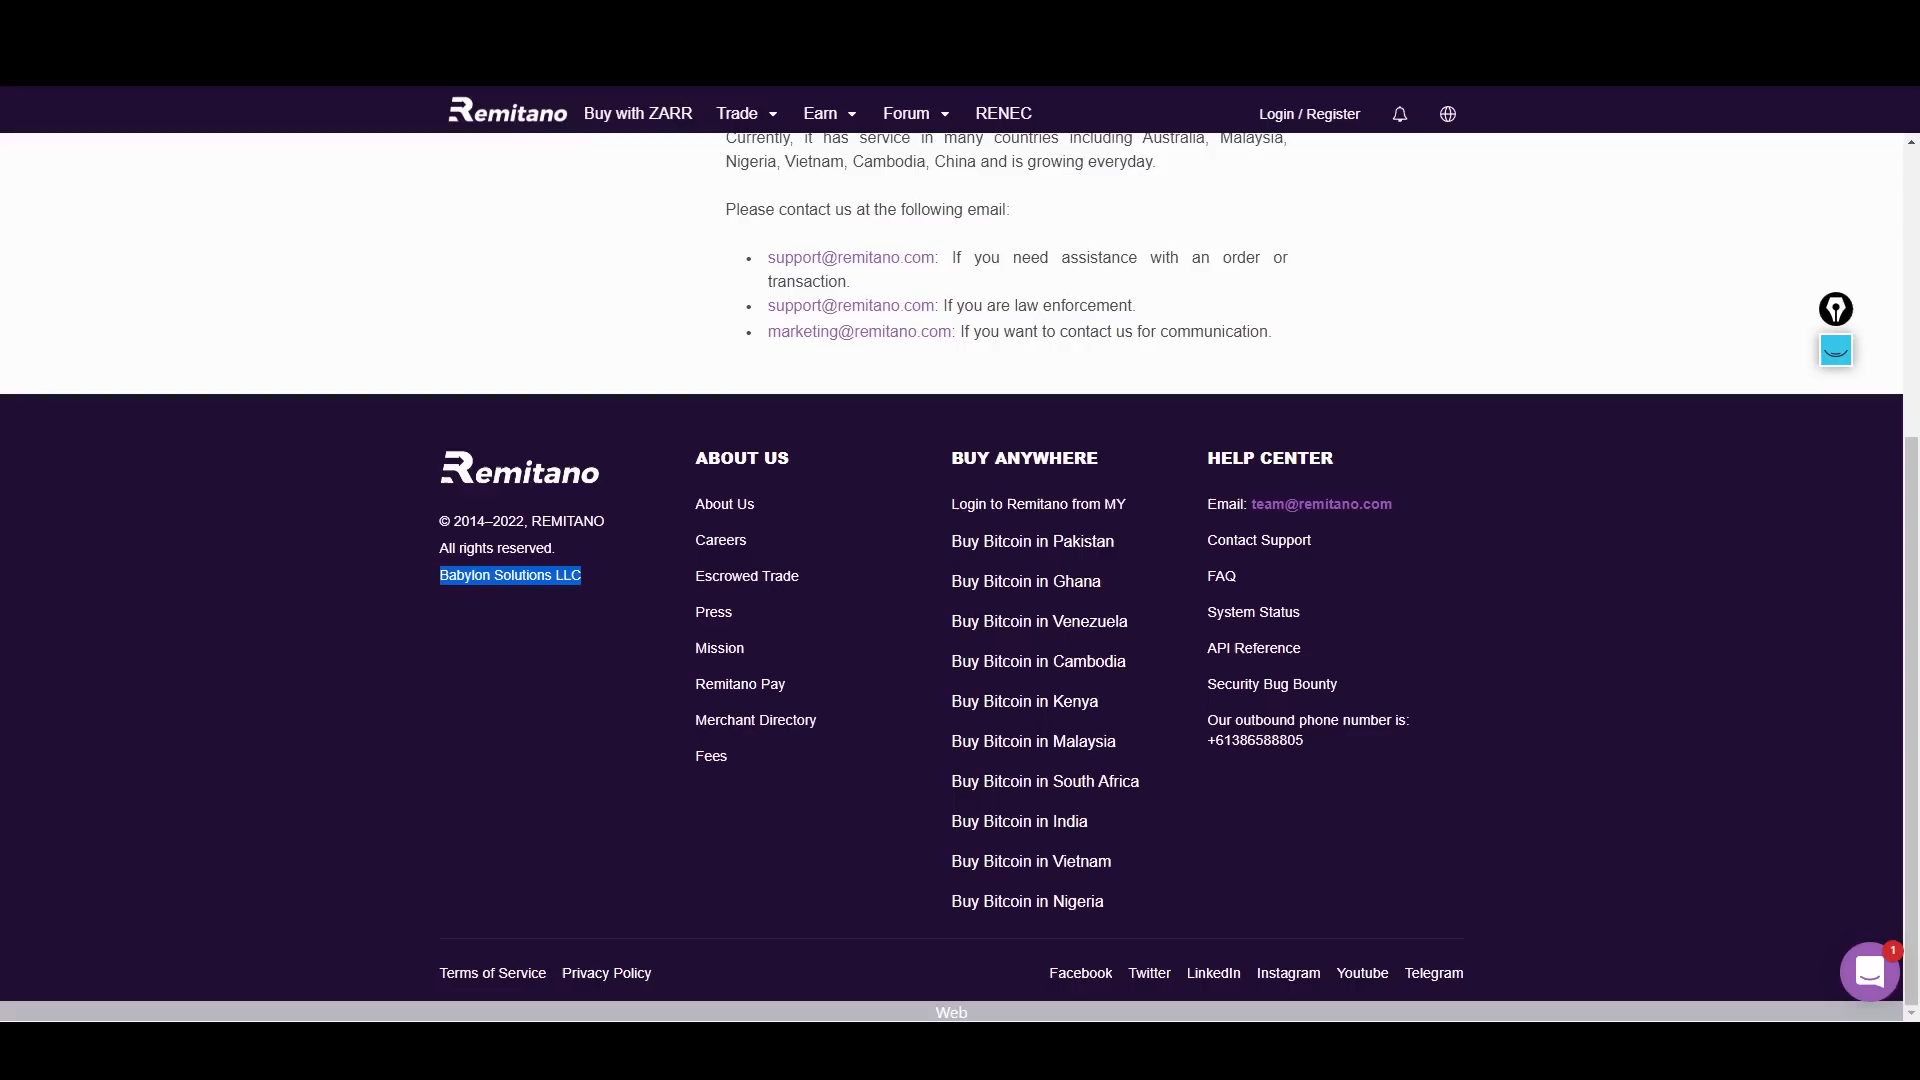 Remitano Buy with ZARR Trade Earn Forum RENEC Login / Register
Currently, it has service in many countries including Australia, Malaysia,
Nigeria, Vietnam, Cambodia, China and is growing everyday.
Please contact us at the following email:
• support@remitano.com: If you need assistance with an order or
transaction.
• support@remitano.com: If you are law enforcement.
• marketing@remitano.com: If you want to contact us for communication.
Remitano
© 2014–2022, REMITANO
All rights reserved.
Babylon Solutions LLC
ABOUT US
About Us
Careers
Escrowed Trade
Press
Mission
Remitano Pay
Merchant Directory
Fees
BUY ANYWHERE
Login to Remitano from MY
Buy Bitcoin in Pakistan
Buy Bitcoin in Ghana
Buy Bitcoin in Venezuela
Buy Bitcoin in Cambodia
Buy Bitcoin in Kenya
Buy Bitcoin in Malaysia
Buy Bitcoin in South Africa
Buy Bitcoin in India
Buy Bitcoin in Vietnam
Buy Bitcoin in Nigeria
HELP CENTER
Email: team@remitano.com
Contact Support
FAQ
System Status
API Reference
Security Bug Bounty
Our outbound phone number is:
+61386588805
Terms of Service Privacy Policy
Facebook Twitter LinkedIn Instagram Youtube Telegram
1
Web